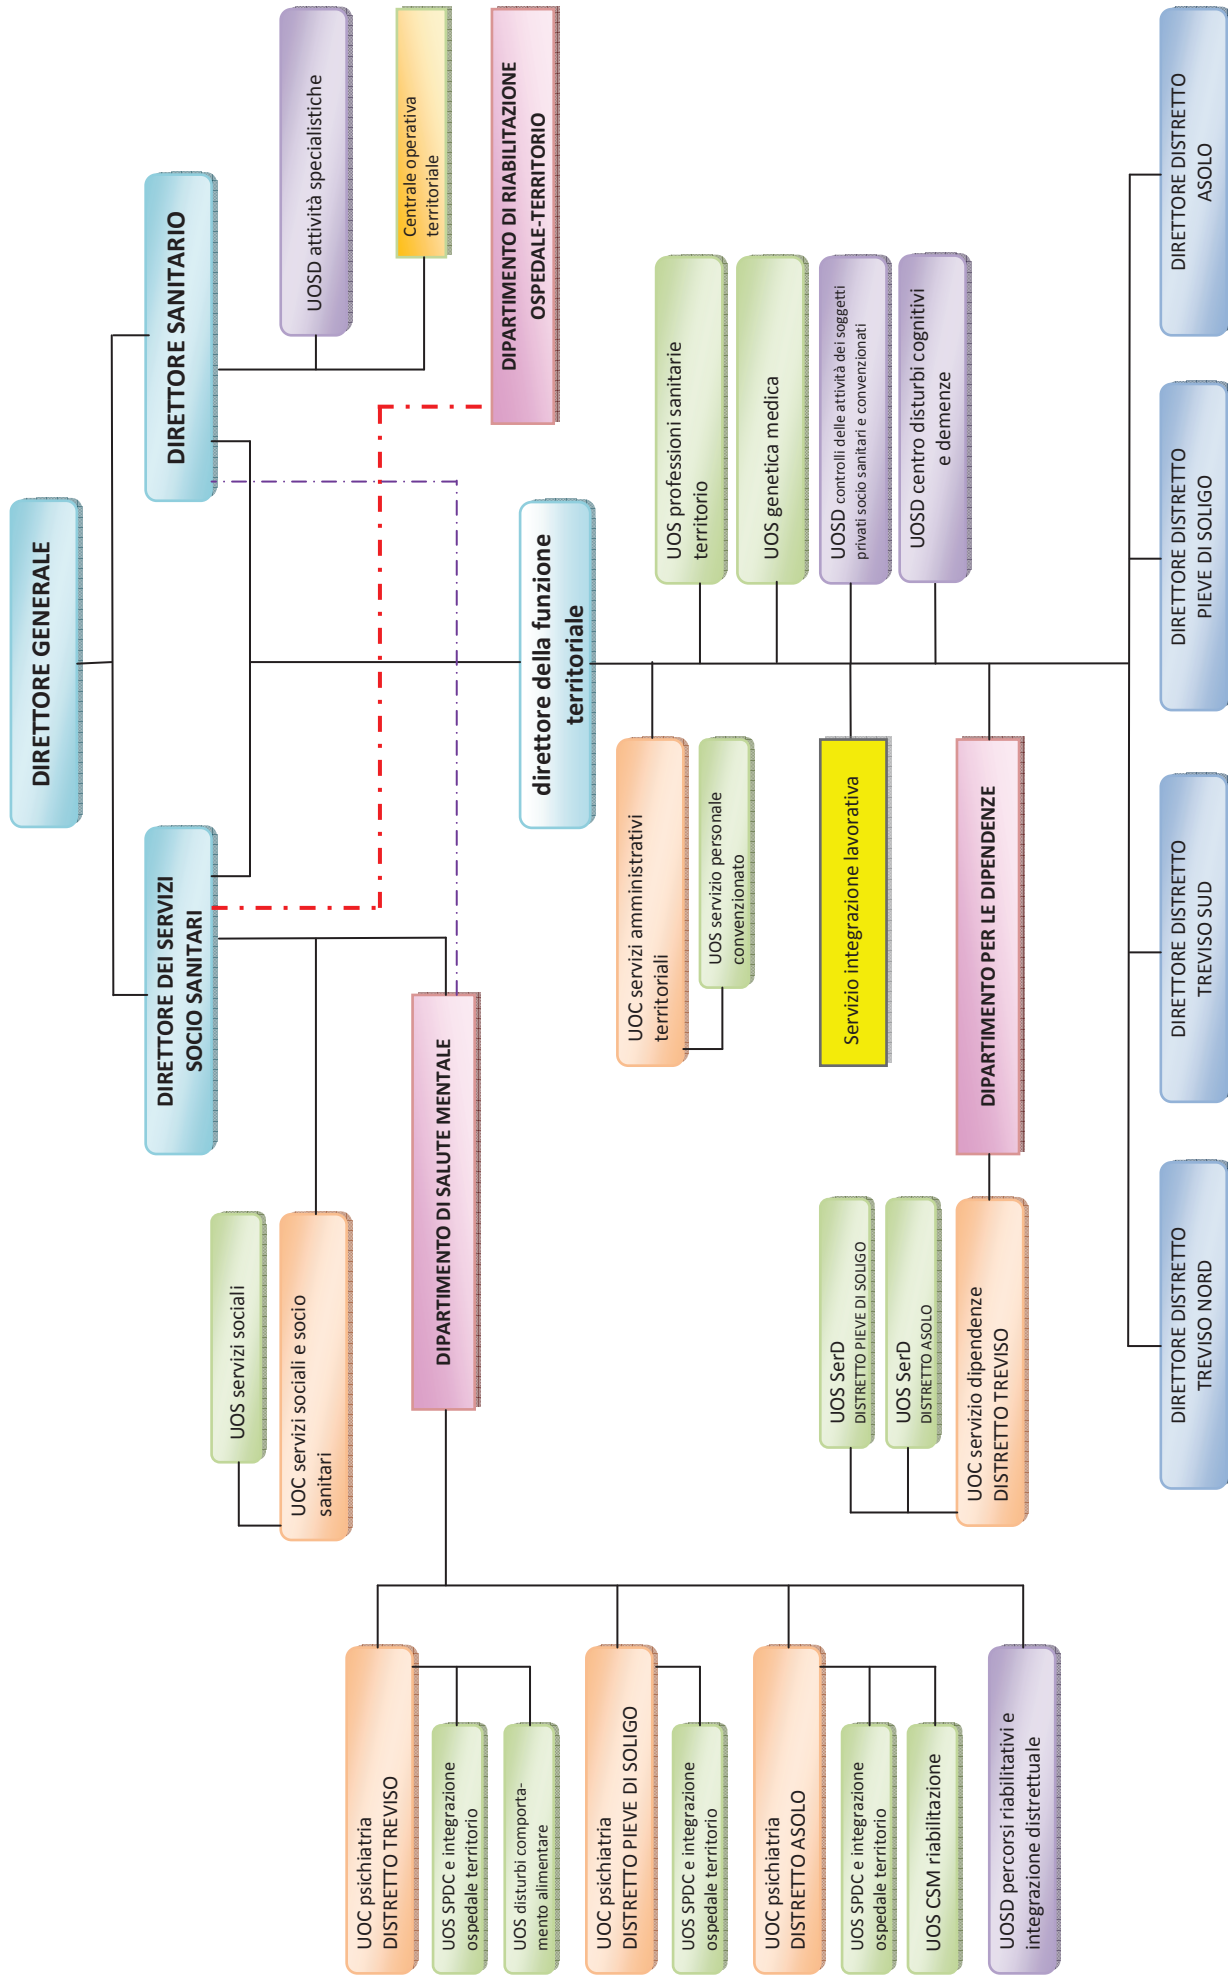 DIRETTORE GENERALE
DIRETTORE DEI SERVIZI
SOCIO SANITARI
DIRETTORE SANITARIO
UOS servizi sociali
UOC servizi sociali e socio
sanitari
UOSD attività specialistiche
Centrale operativa
territoriale
DIPARTIMENTO DI SALUTE MENTALE
DIPARTIMENTO DI RIABILITAZIONE
OSPEDALE-TERRITORIO
UOC psichiatria
DISTRETTO TREVISO
UOS SPDC e integrazione
ospedale territorio
UOS disturbi comporta-
mento alimentare
UOC psichiatria
DISTRETTO PIEVE DI SOLIGO
UOS SPDC e integrazione
ospedale territorio
UOC psichiatria
DISTRETTO ASOLO
UOS SPDC e integrazione
ospedale territorio
UOS CSM riabilitazione
UOSD percorsi riabilitativi e
integrazione distrettuale
direttore della funzione
territoriale
UOC servizi amministrativi
territoriali
UOS servizio personale
convenzionato
UOS professioni sanitarie
territorio
UOS genetica medica
Servizio integrazione lavorativa
UOSD controlli delle attività dei soggetti
privati socio sanitari e convenzionati
UOSD centro disturbi cognitivi
e demenze
UOS SerD
DISTRETTO PIEVE DI SOLIGO
UOS SerD
DISTRETTO ASOLO
UOC servizio dipendenze
DISTRETTO TREVISO
DIPARTIMENTO PER LE DIPENDENZE
DIRETTORE DISTRETTO
TREVISO NORD
DIRETTORE DISTRETTO
TREVISO SUD
DIRETTORE DISTRETTO
PIEVE DI SOLIGO
DIRETTORE DISTRETTO
ASOLO